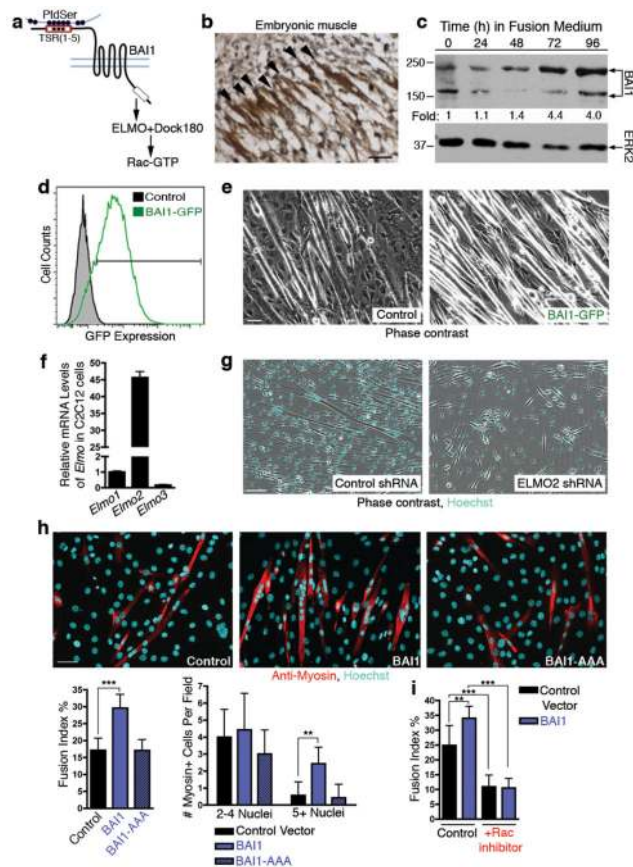 a
PtdSer
TSR(1-5)
BAI1
ELMO+Dock180
Rac-GTP
b
Embryonic muscle
c
Time (h) in Fusion Medium
0 24 48 72 96
250
150
BAI1
Fold: 1 1.1 1.4 4.4 4.0
37
ERK2
d
Control
BAI1-GFP
Cell Counts
GFP Expression
e
Control
BAI1-GFP
Phase contrast
f
Relative mRNA Levels
of Elmo in C2C12 cells
50
45
40
35
30
25
20
2
1
0
Elmo1
Elmo2
Elmo3
g
Control shRNA
ELMO2 shRNA
Phase contrast, Hoechst
h
Control
BAI1
BAI1-AAA
Anti-Myosin, Hoechst
Fusion Index %
35
30
25
20
15
10
5
0
***
Control
BAI1
BAI1-AAA
# Myosin+ Cells Per Field
7
6
5
4
3
2
1
0
**
2-4 Nuclei
5+ Nuclei
Control Vector
BAI1
BAI1-AAA
i
Fusion Index %
40
35
30
25
20
15
10
5
0
***
**
***
***
Control
Vector
BAI1
Control
+Rac
inhibitor